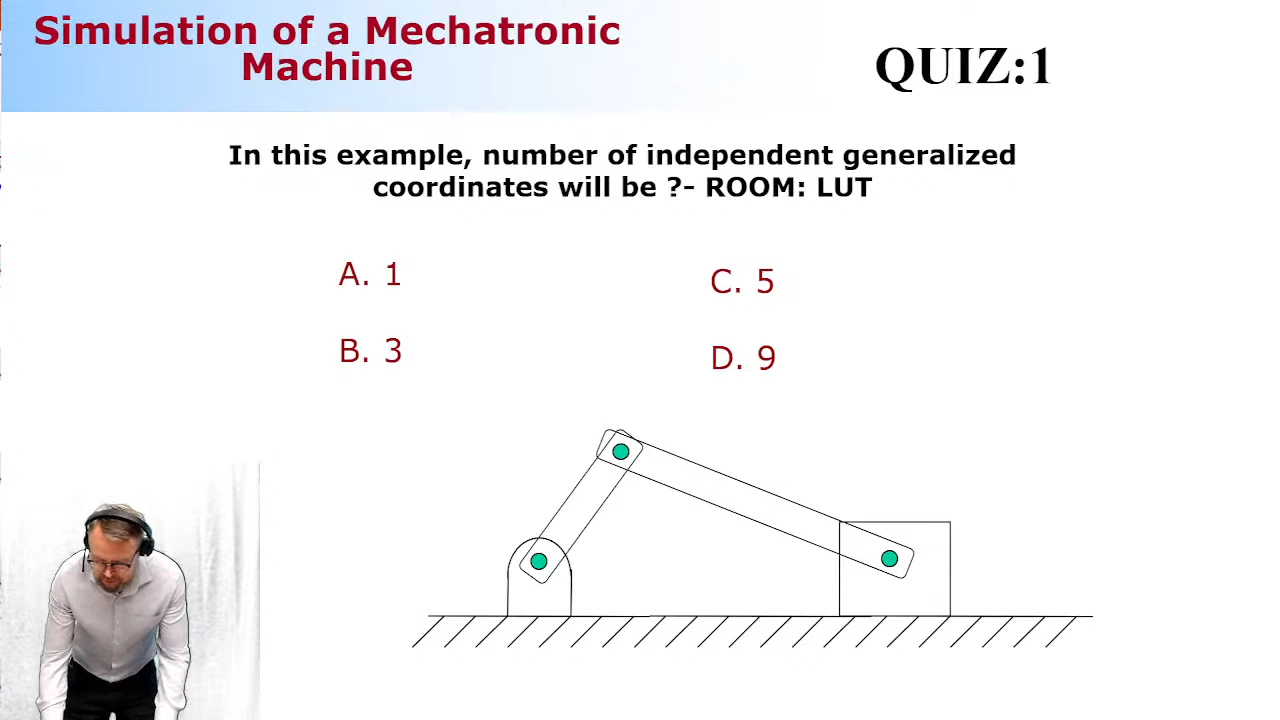 Simulation of a Mechatronic
Machine
QUIZ:1
In this example, number of independent generalized
coordinates will be ?- ROOM: LUT
A. 1
C. 5
B. 3
D. 9